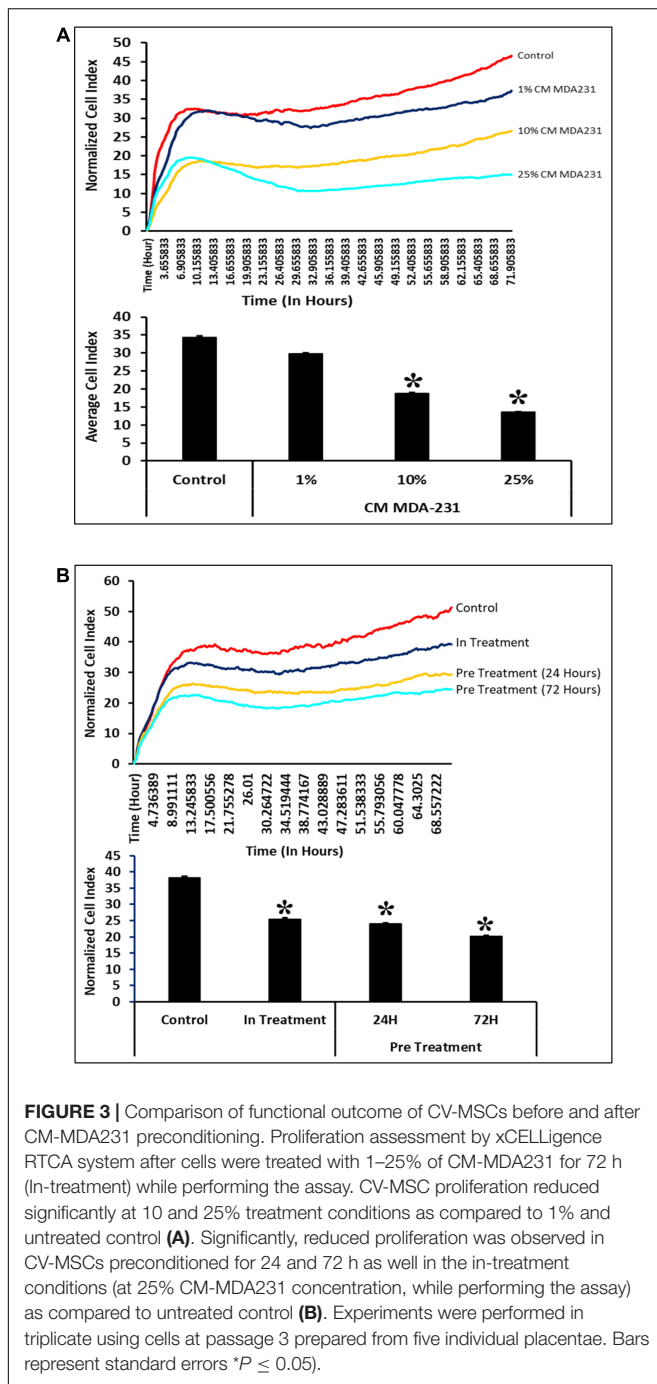 A
50
45
40
35
30
25
20
15
10
5
0
Normalized Cell Index
Control
1% CM MDA231
10% CM MDA231
25% CM MDA231
Time (Hour)
3.655833
6.905833
10.155833
13.405833
16.655833
19.905833
23.155833
26.405833
29.655833
32.905833
36.155833
39.405833
42.655833
45.905833
49.155833
52.405833
55.655833
58.905833
62.155833
65.405833
68.655833
71.905833
Time (In Hours)
40
35
30
25
20
15
10
5
0
Average Cell Index
* *
Control 1% 10% 25%
CM MDA-231
B
60
50
40
30
20
10
0
Normalized Cell Index
Control
In Treatment
Pre Treatment (24 Hours)
Pre Treatment (72 Hours)
Time (Hour)
4.736389
8.991111
13.245833
17.500556
21.755278
26.01
30.264722
34.519444
38.774167
43.028889
47.283611
51.538333
55.793056
60.047778
64.3025
68.557222
Time (In Hours)
45
40
35
30
25
20
15
10
5
0
Normalized Cell Index
* * *
Control In Treatment 24H 72H
Pre Treatment
FIGURE 3 | Comparison of functional outcome of CV-MSCs before and after
CM-MDA231 preconditioning. Proliferation assessment by xCELLigence
RTCA system after cells were treated with 1–25% of CM-MDA231 for 72 h
(In-treatment) while performing the assay. CV-MSC proliferation reduced
significantly at 10 and 25% treatment conditions as compared to 1% and
untreated control (A). Significantly, reduced proliferation was observed in
CV-MSCs preconditioned for 24 and 72 h as well in the in-treatment
conditions (at 25% CM-MDA231 concentration, while performing the assay)
as compared to untreated control (B). Experiments were performed in
triplicate using cells at passage 3 prepared from five individual placentae. Bars
represent standard errors *P ≤ 0.05).